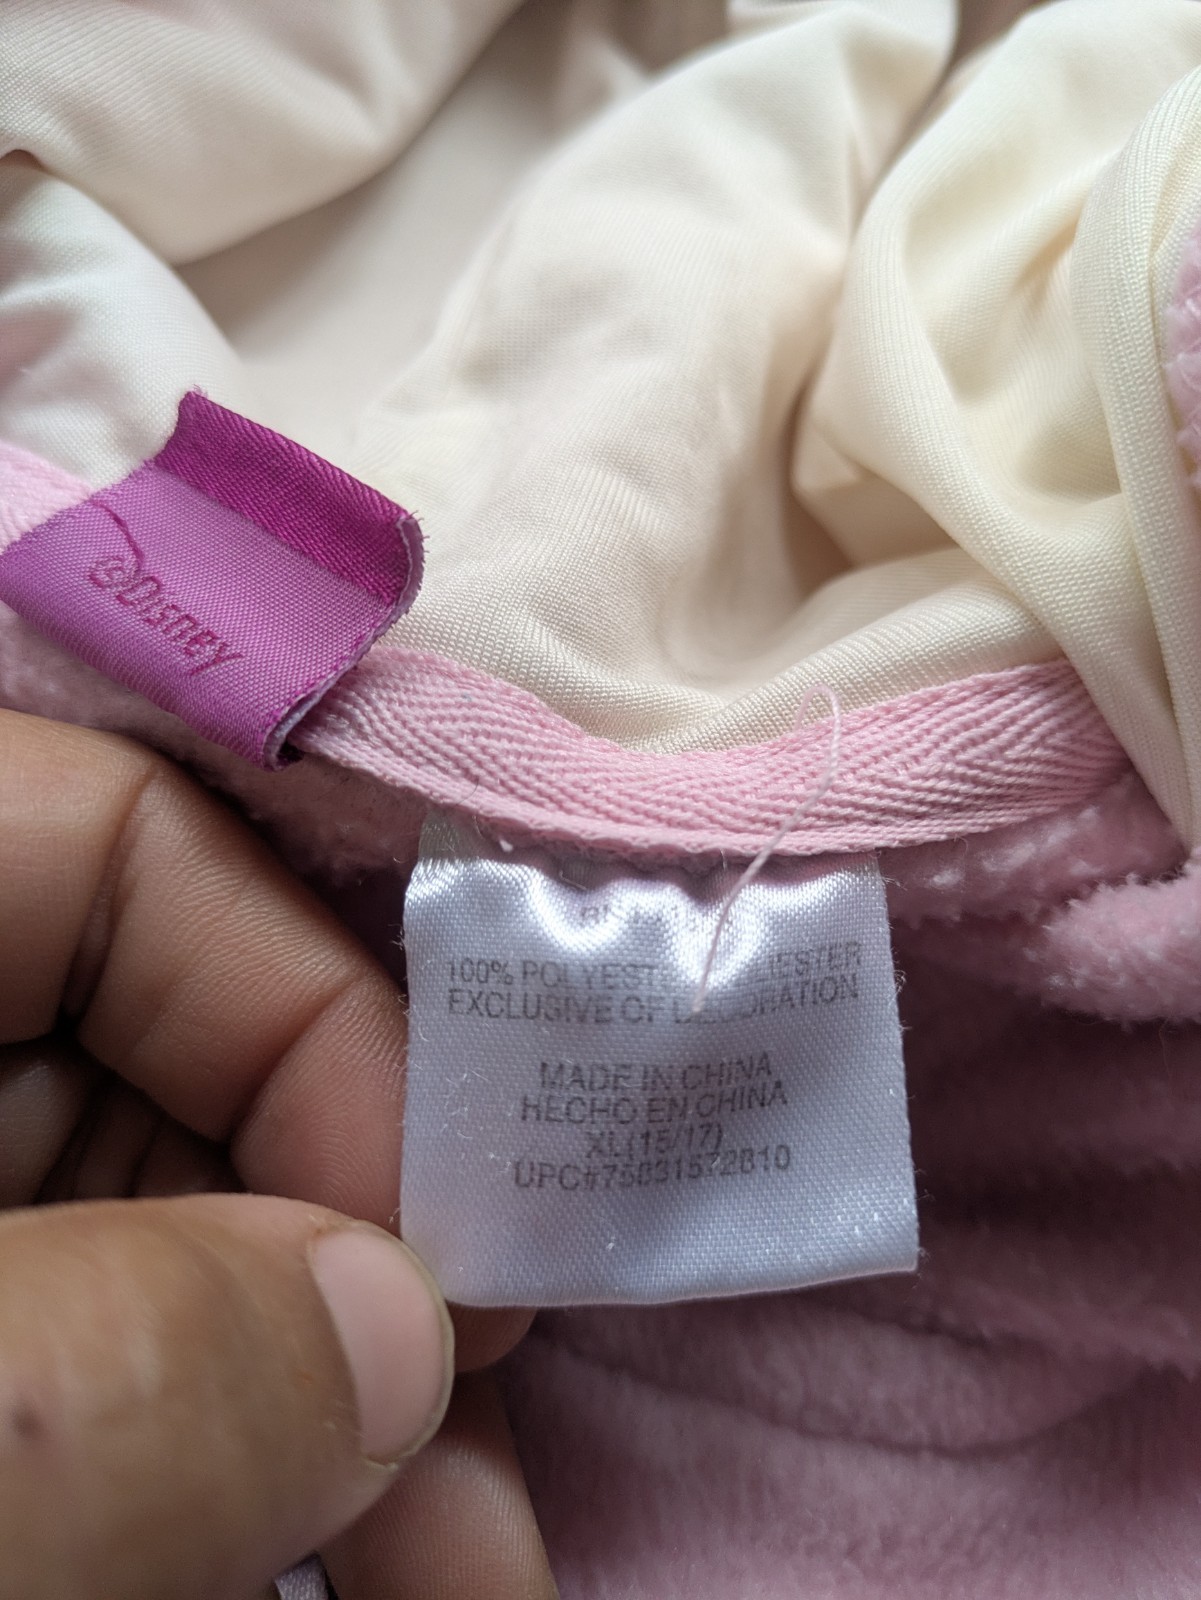 ©Disney
100% POLYESTER
EXCLUSIVE OF DECORATION
MADE IN CHINA
HECHO EN CHINA
XL(15/17)